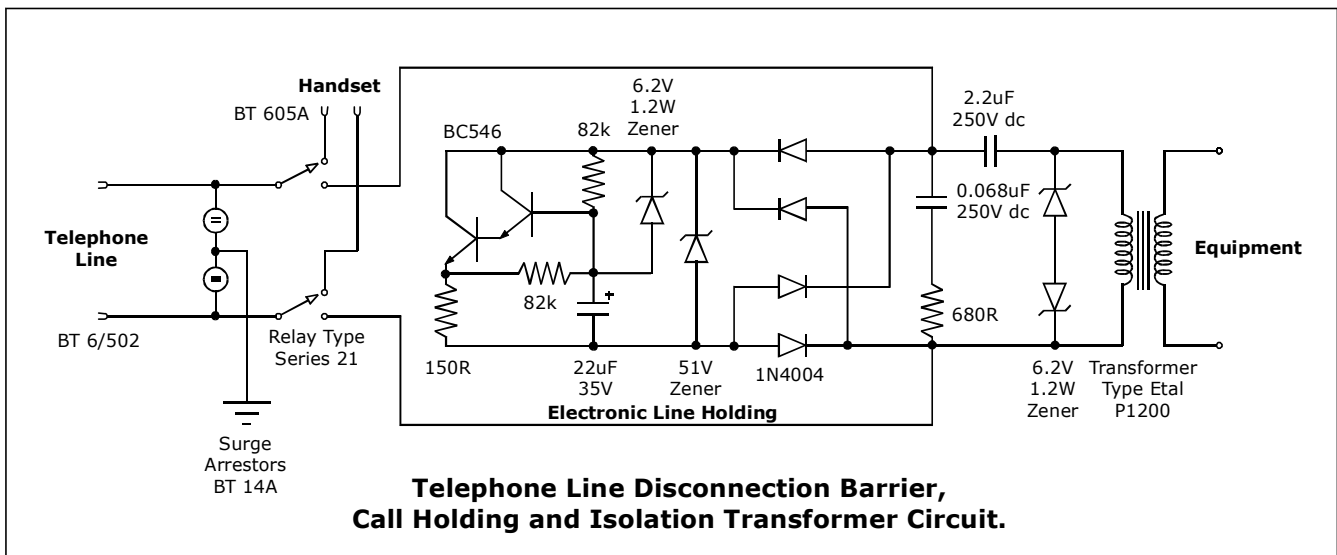 Handset
BT 605A
6.2V
1.2W
Zener
BC546
82k
2.2uF
250V dc
0.068uF
250V dc
Telephone
Line
Equipment
82k
680R
BT 6/502
Relay Type
Series 21
150R
22uF
35V
51V
Zener
1N4004
6.2V
1.2W
Zener
Transformer
Type Etal
P1200
Electronic Line Holding
Surge
Arrestors
BT 14A
+
=
Telephone Line Disconnection Barrier,
Call Holding and Isolation Transformer Circuit.